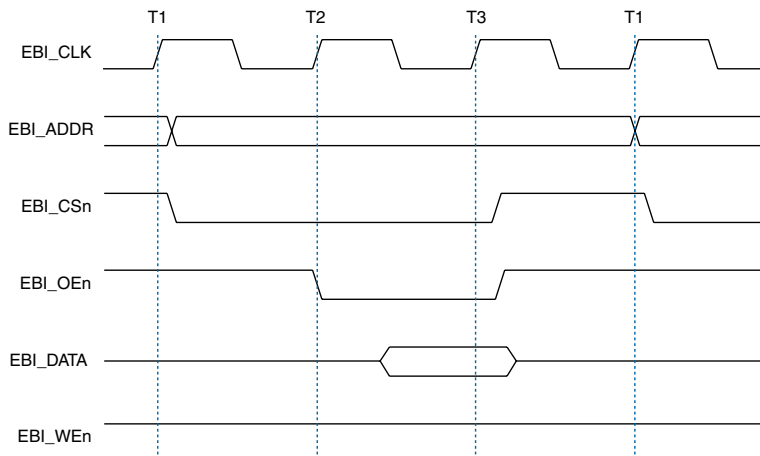 T1 T2 T3 T1
EBI_CLK
EBI_ADDR
EBI_CSn
EBI_OEn
EBI_DATA
EBI_WEn